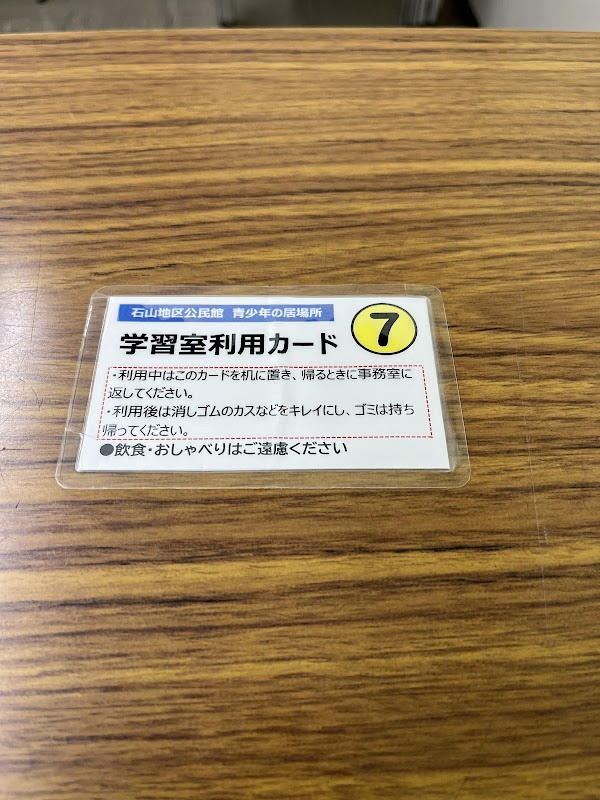 石山地区公民館 青少年の居場所
7
学習室利用カード
・利用中はこのカードを机に置き、帰るときに事務室に
返してください。
・利用後は消しゴムのカスなどをキレイにし、ゴミは持ち
帰ってください。
●飲食・おしゃべりはご遠慮ください